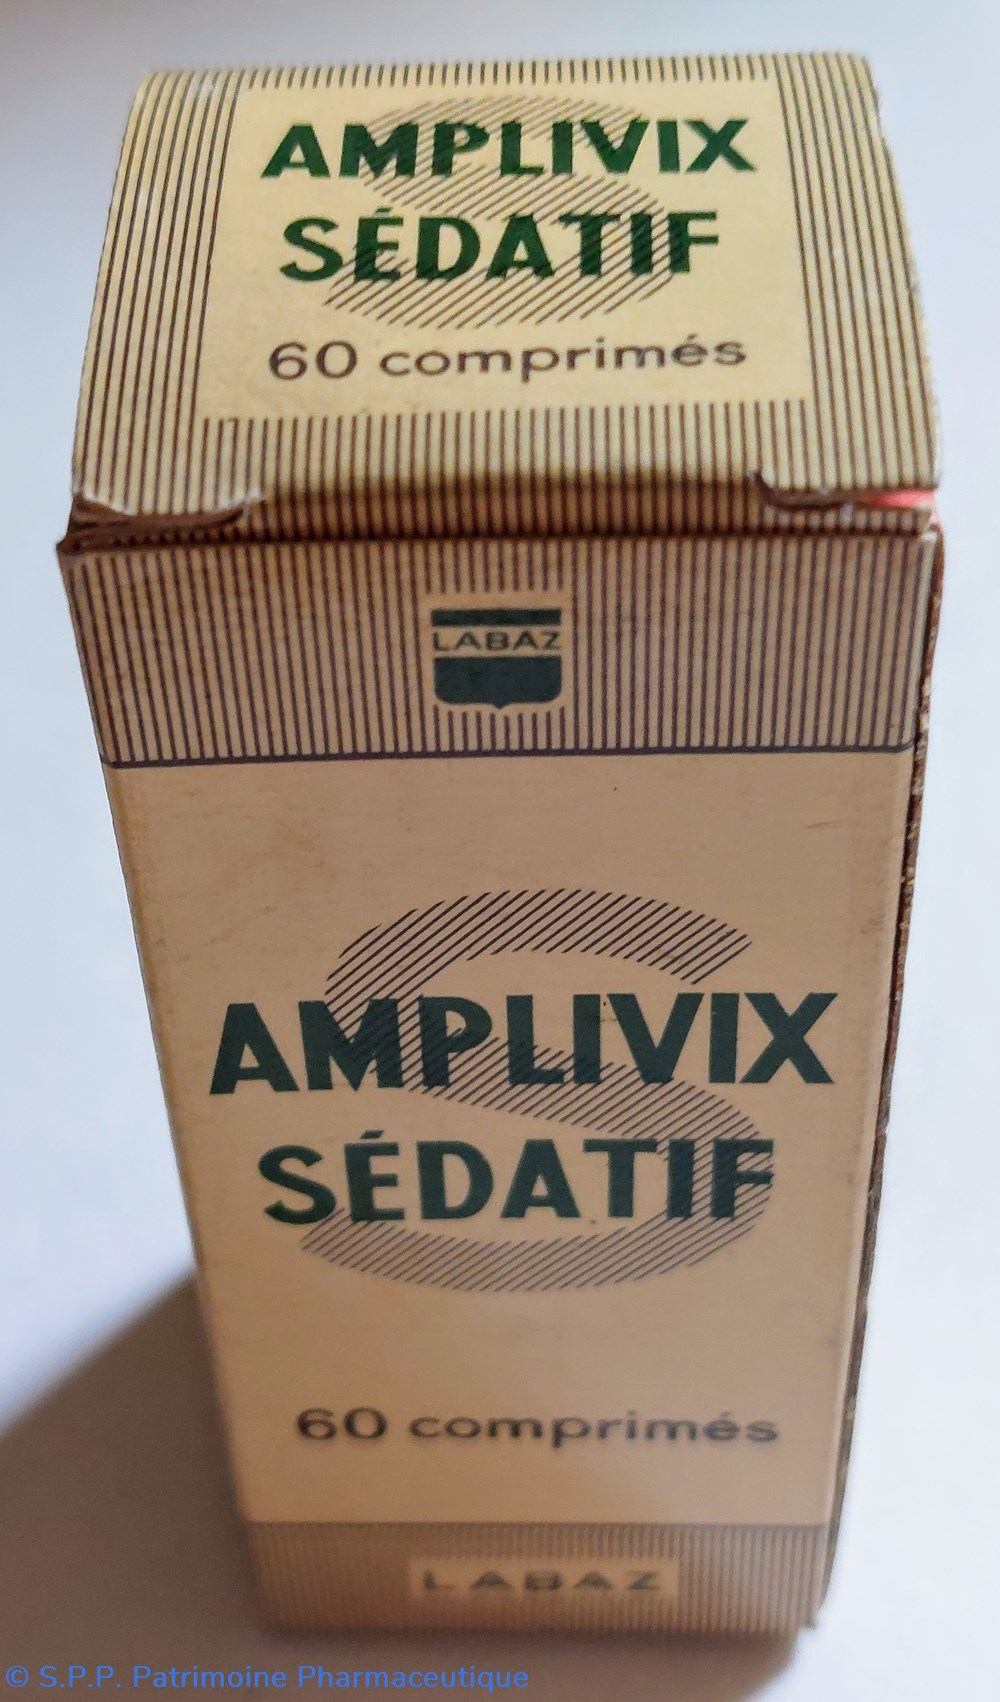 AMPLIVIX
SÉDATIF
60 comprimés
LABAZ
AMPLIVIX
SÉDATIF
60 comprimés
LABAZ
© S.P.P. Patrimoine Pharmaceutique